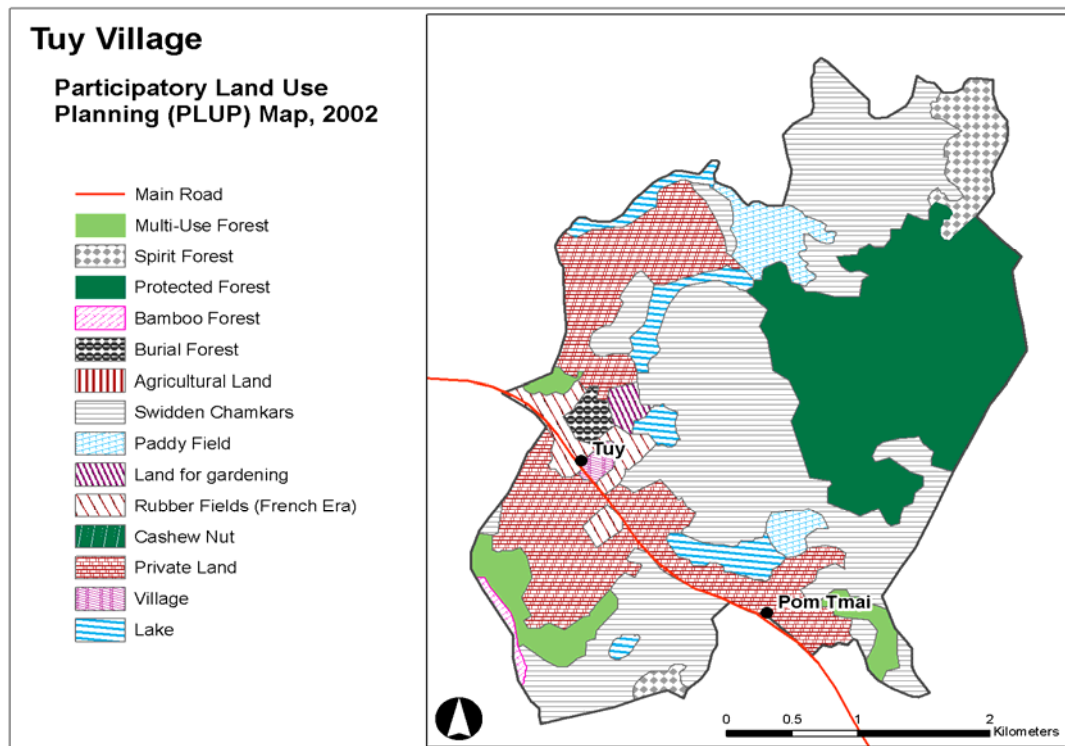 Tuy Village
Participatory Land Use
Planning (PLUP) Map, 2002
Main Road
Multi-Use Forest
Spirit Forest
Protected Forest
Bamboo Forest
Burial Forest
Agricultural Land
Swidden Chamkars
Paddy Field
Land for gardening
Rubber Fields (French Era)
Cashew Nut
Private Land
Village
Lake
Tuy
Pom Tmai
0 0.5 1 2
Kilometers